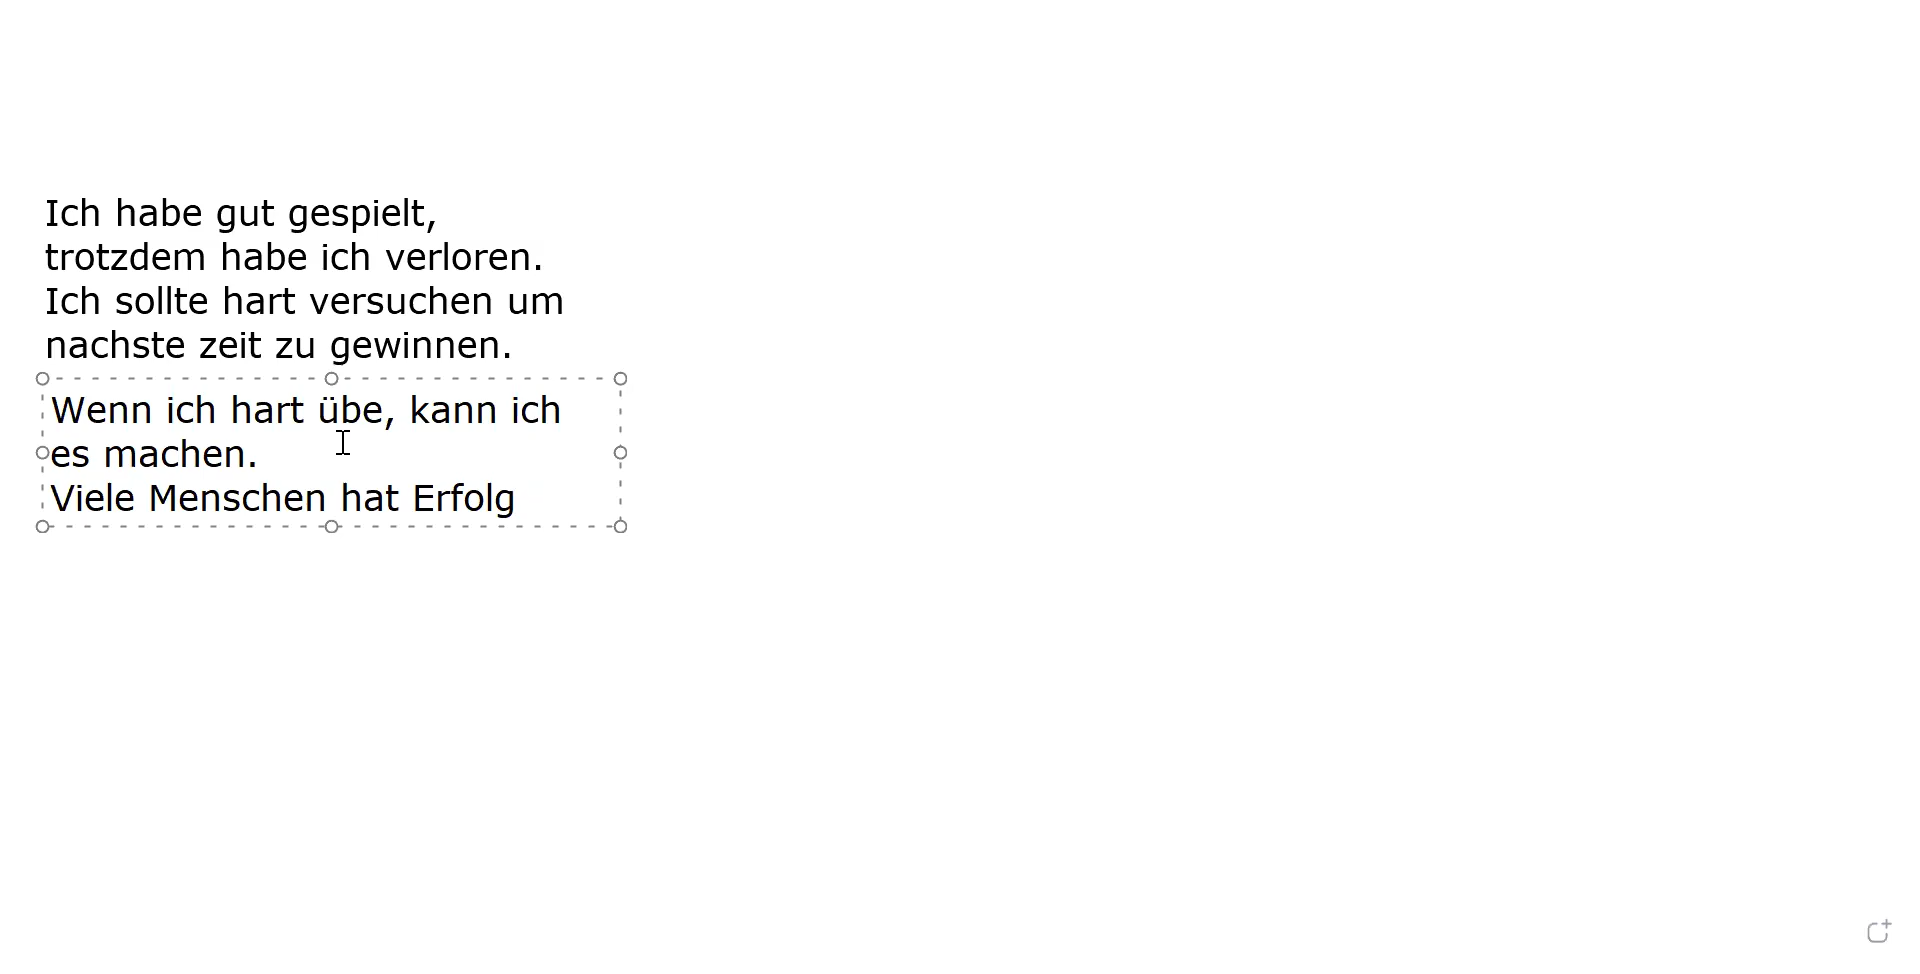 Ich habe gut gespielt,
trotzdem habe ich verloren.
Ich sollte hart versuchen um
nachste zeit zu gewinnen.
Wenn ich hart übe, kann ich
es machen.
Viele Menschen hat Erfolg